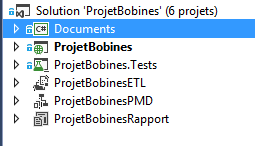 Solution 'ProjetBobines' (6 projets)
C# Documents
ProjetBobines
ProjetBobines.Tests
ProjetBobinesETL
ProjetBobinesPMD
ProjetBobinesRapport